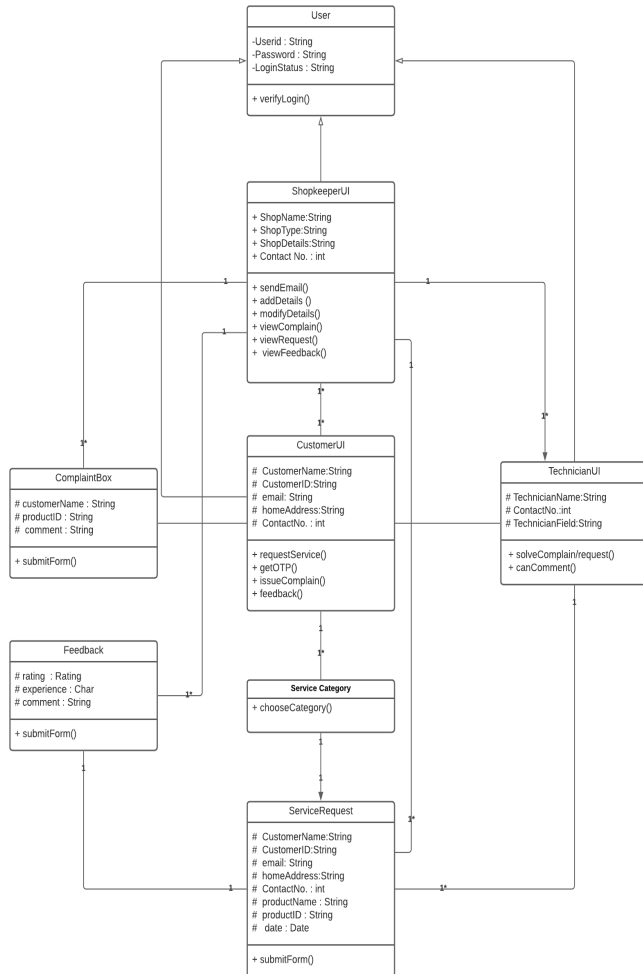 User
-Userid : String
-Password : String
-LoginStatus : String
+ verifyLogin()
ShopkeeperUI
+ ShopName:String
+ ShopType:String
+ ShopDetails:String
+ Contact No. : int
+ sendEmail()
+ addDetails ()
+ modifyDetails()
+ viewComplain()
+ viewRequest()
+ viewFeedback()
1
1
1
1
1*
1*
1*
1*
CustomerUI
# CustomerName:String
# CustomerID:String
# email: String
# homeAddress:String
# ContactNo. : int
+ requestService()
+ getOTP()
+ issueComplain()
+ feedback()
ComplaintBox
# customerName : String
# productID : String
# comment : String
+ submitForm()
TechnicianUI
# TechnicianName:String
# ContactNo.:int
# TechnicianField:String
+ solveComplain/request()
+ canComment()
1
1
1*
Feedback
# rating : Rating
# experience : Char
# comment : String
+ submitForm()
1*
Service Category
+ chooseCategory()
1
1
1
1*
ServiceRequest
# CustomerName:String
# CustomerID:String
# email: String
# homeAddress:String
# ContactNo. : int
# productName : String
# productID : String
# date : Date
+ submitForm()
1
1*